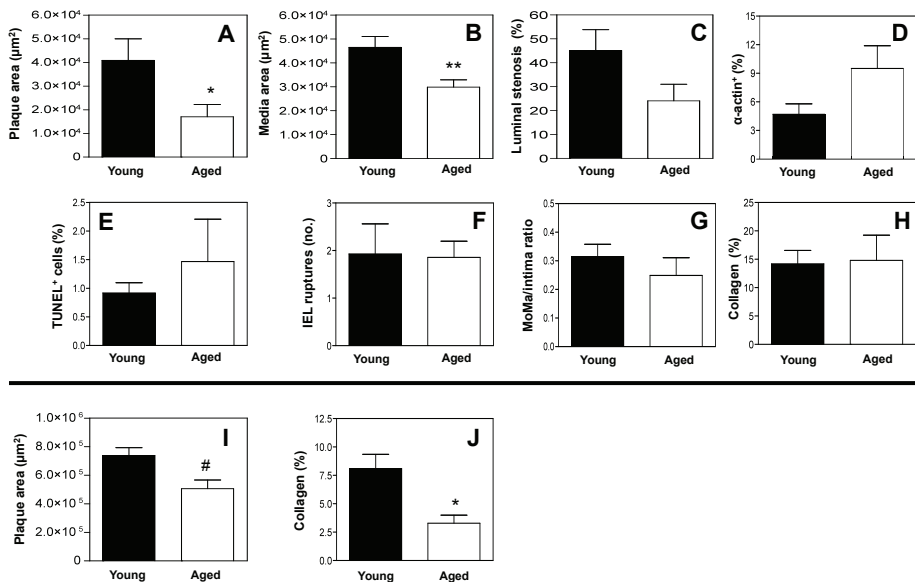 A
Plaque area (µm²)
6.0×10⁴
5.0×10⁴
4.0×10⁴
3.0×10⁴
2.0×10⁴
1.0×10⁴
0
*
Young Aged
B
Media area (µm²)
6.0×10⁴
5.0×10⁴
4.0×10⁴
3.0×10⁴
2.0×10⁴
1.0×10⁴
0
**
Young Aged
C
Luminal stenosis (%)
60
50
40
30
20
10
0
Young Aged
D
α-actin⁺ (%)
15
12
9
6
3
0
Young Aged
E
TUNEL⁺ cells (%)
2.5
2.0
1.5
1.0
0.5
0.0
Young Aged
F
IEL ruptures (no.)
3
2
1
0
Young Aged
G
MoMa/intima ratio
0.5
0.4
0.3
0.2
0.1
0.0
Young Aged
H
Collagen (%)
25
20
15
10
5
0
Young Aged
I
Plaque area (µm²)
1.0×10⁶
8.0×10⁵
6.0×10⁵
4.0×10⁵
2.0×10⁵
0
#
Young Aged
J
Collagen (%)
12.5
10.0
7.5
5.0
2.5
0.0
*
Young Aged